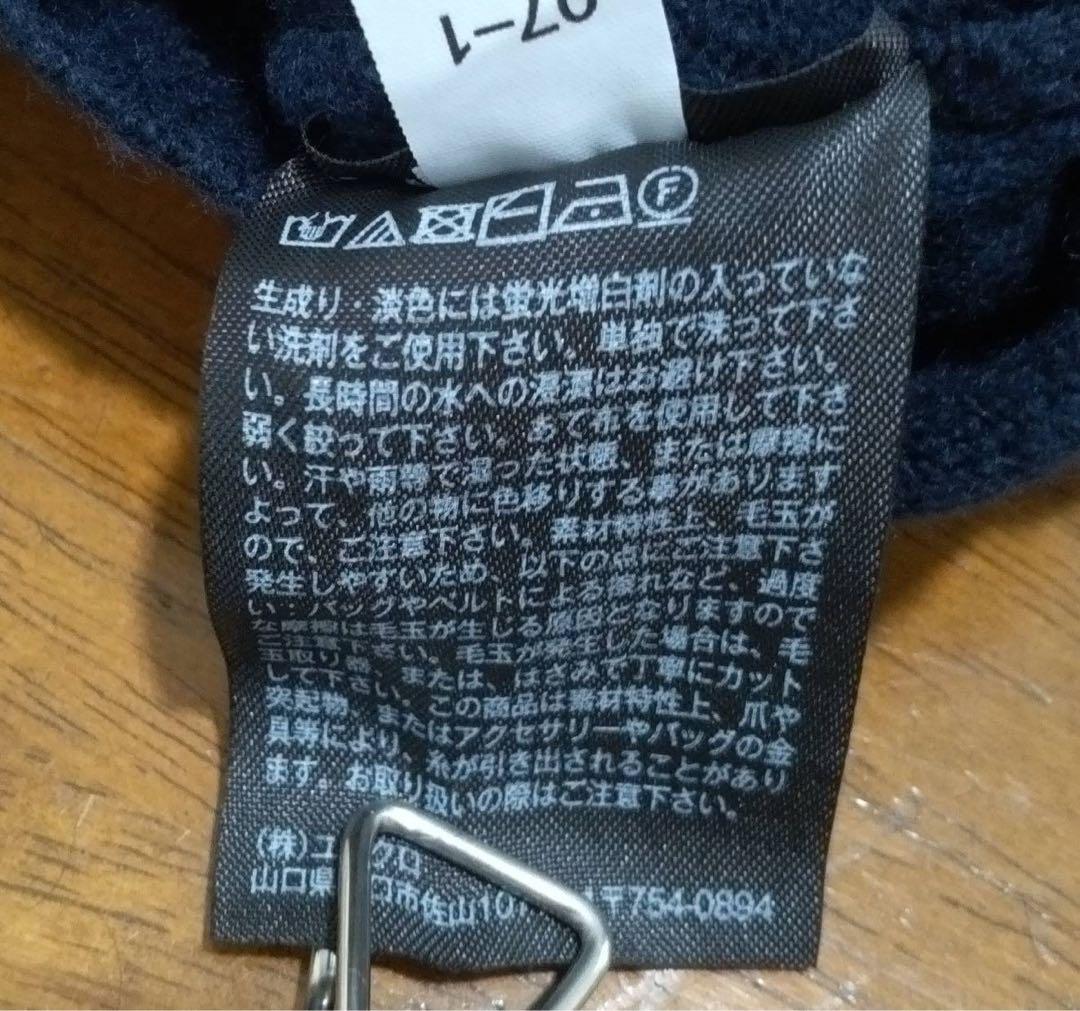 97-1
F
生成り・淡色には蛍光増白剤の入っていな
い洗剤をご使用下さい。単独で洗って下さ
い。長時間の水への浸漬はお避け下さい。
弱く絞って下さい。あて布を使用して下さ
い。汗や雨等で湿った状態、または摩擦に
よって、他の物に色移りする事があります
ので、ご注意下さい。素材特性上、毛玉が
発生しやすいため、以下の点にご注意下さ
い・バッグやベルトによる擦れなど、過度
な摩擦は毛玉が生じる原因となりますので
ご注意下さい。毛玉が発生した場合は、毛
玉取り器、または、はさみで丁寧にカット
して下さい。この商品は素材特性上、爪や
突起物、またはアクセサリーやバッグの金
具等により、糸が引き出されることがあり
ます。お取り扱いの際はご注意下さい。
(株)ユ クロ
山口県 口市佐山107 1〒754-0894